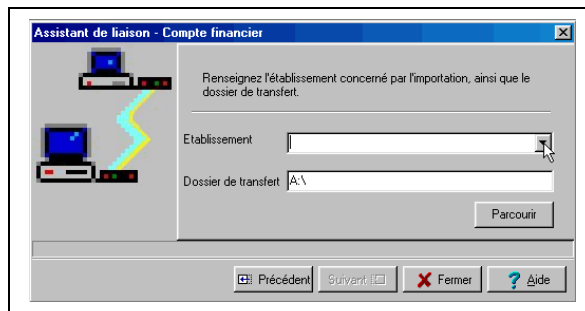 Assistant de liaison - Compte financier
Renseignez l'établissement concerné par l'importation, ainsi que le
dossier de transfert.
Etablissement
Dossier de transfert A:\
Parcourir
Précédent Suivant Fermer Aide